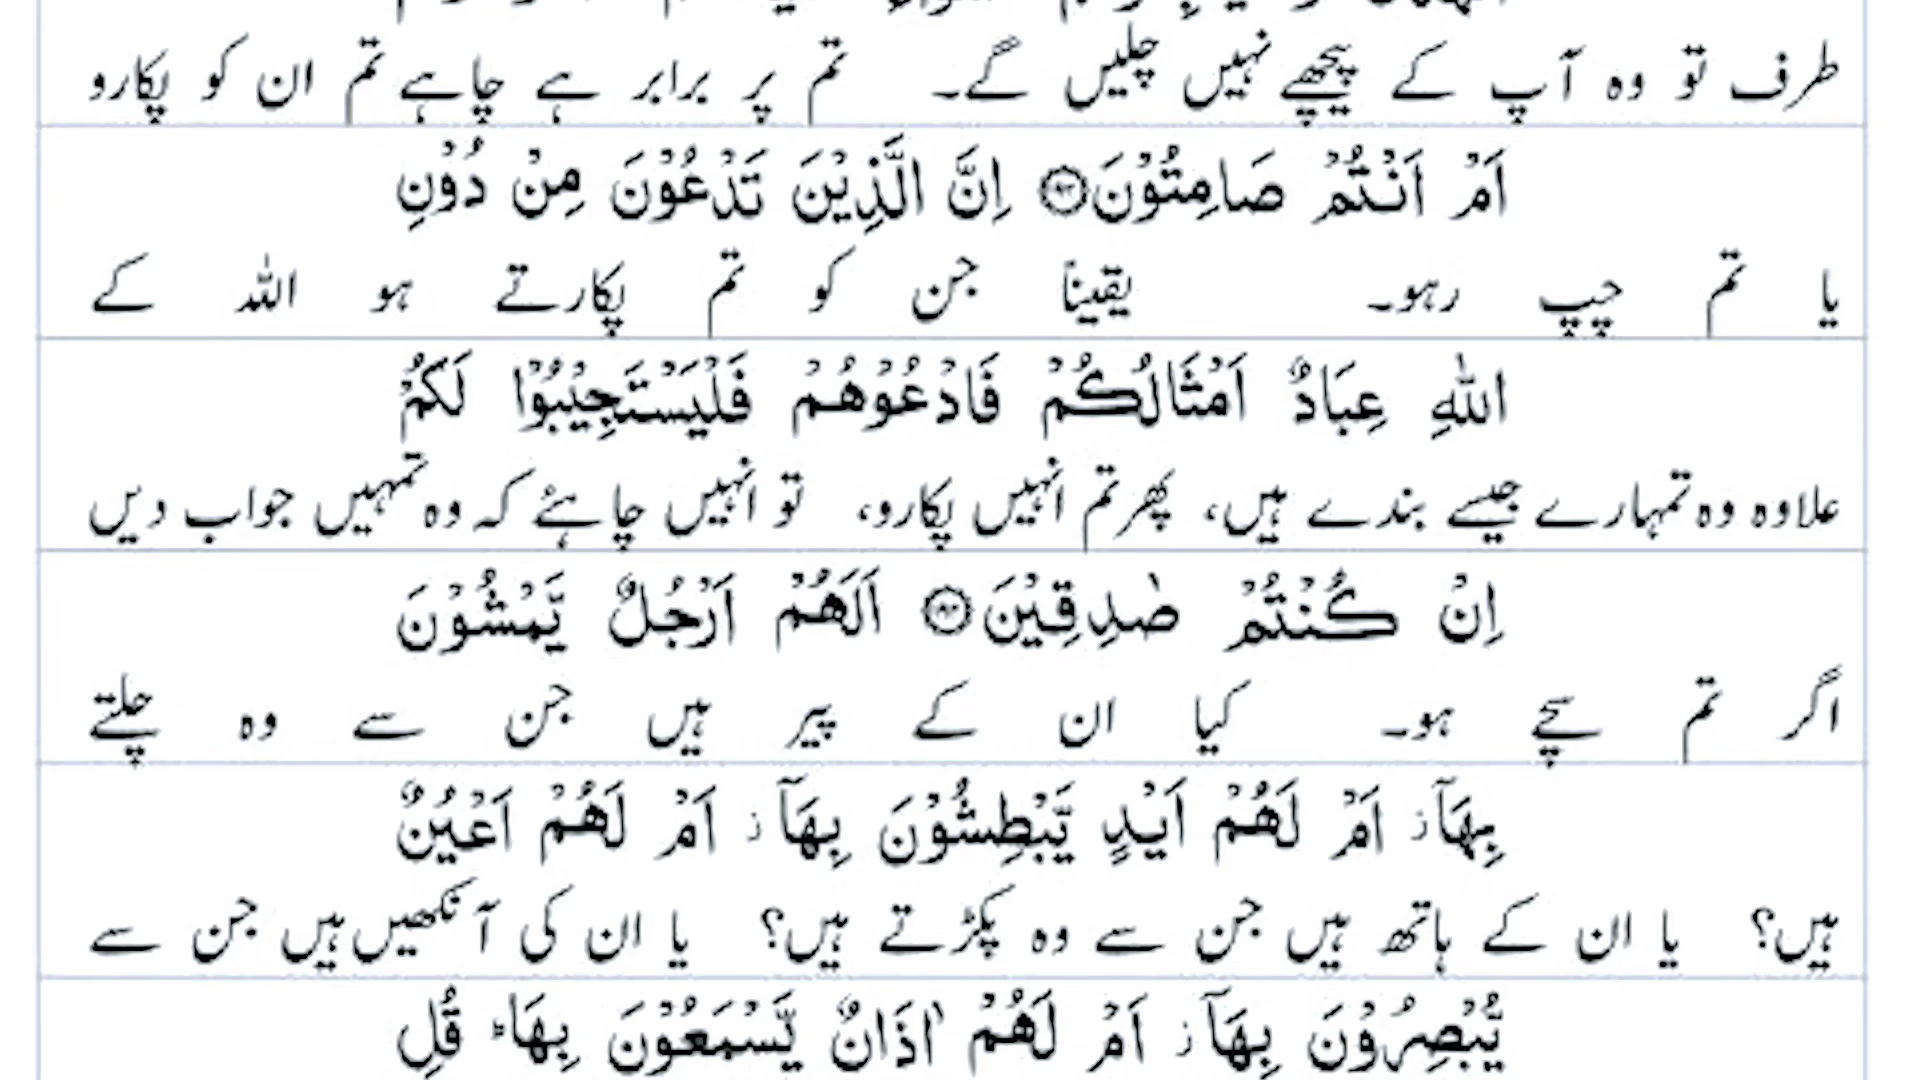 طرف تو وہ آپ کے پیچھے نہیں چلیں گے۔ تم پر برابر ہے چاہے تم ان کو پکارو
اَمْ اَنْتُمْ صَامِتُوْنَ۝۱۹۳ اِنَّ الَّذِيْنَ تَدْعُوْنَ مِنْ دُوْنِ
یا تم چپ رہو۔ یقیناً جن کو تم پکارتے ہو اللہ کے
اللّٰهِ عِبَادٌ اَمْثَالُكُمْ فَادْعُوْهُمْ فَلْيَسْتَجِيْبُوْا لَكُمْ
علاوہ وہ تمہارے جیسے بندے ہیں، پھر تم انہیں پکارو، تو انہیں چاہئے کہ وہ تمہیں جواب دیں
اِنْ كُنْتُمْ صٰدِقِيْنَ۝۱۹۴ اَلَهُمْ اَرْجُلٌ يَّمْشُوْنَ
اگر تم سچے ہو۔ کیا ان کے پیر ہیں جن سے وہ چلتے
بِهَاۤ ز اَمْ لَهُمْ اَيْدٍ يَّبْطِشُوْنَ بِهَاۤ ز اَمْ لَهُمْ اَعْيُنٌ
ہیں؟ یا ان کے ہاتھ ہیں جن سے وہ پکڑتے ہیں؟ یا ان کی آنکھیں ہیں جن سے
يُّبْصِرُوْنَ بِهَاۤ ز اَمْ لَهُمْ اٰذَانٌ يَّسْمَعُوْنَ بِهَا ط قُلِ